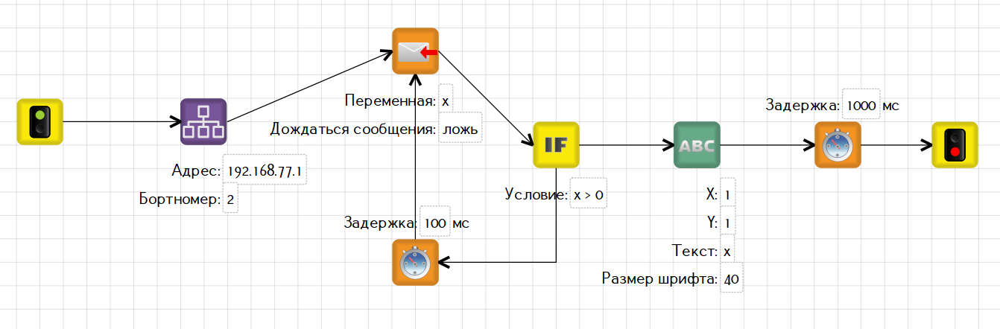 Задержка: 1000 мс
Переменная: x
Дождаться сообщения: ложь
IF
ABC
Адрес: 192.168.77.1
Бортномер: 2
Условие: x > 0
X: 1
Y: 1
Задержка: 100 мс
Текст: x
Размер шрифта: 40